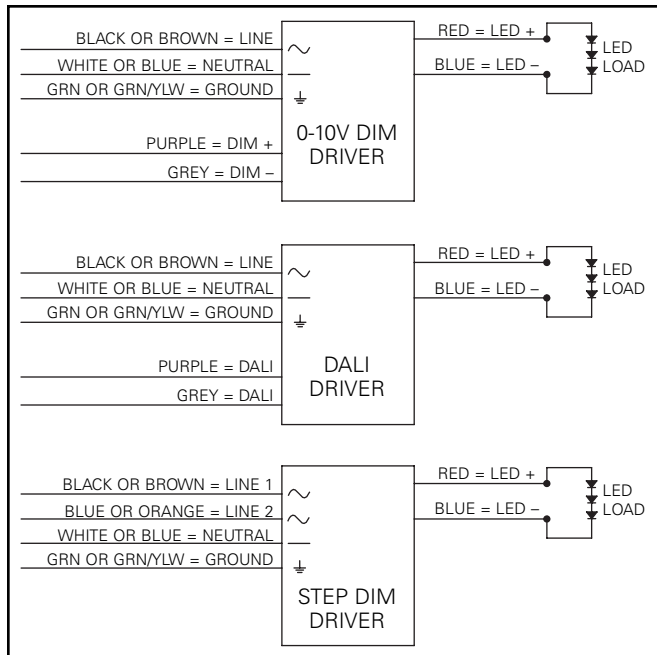 BLACK OR BROWN = LINE
WHITE OR BLUE = NEUTRAL
GRN OR GRN/YLW = GROUND
PURPLE = DIM +
GREY = DIM –
0-10V DIM
DRIVER
RED = LED +
BLUE = LED –
LED
LOAD
BLACK OR BROWN = LINE
WHITE OR BLUE = NEUTRAL
GRN OR GRN/YLW = GROUND
PURPLE = DALI
GREY = DALI
DALI
DRIVER
RED = LED +
BLUE = LED –
LED
LOAD
BLACK OR BROWN = LINE 1
BLUE OR ORANGE = LINE 2
WHITE OR BLUE = NEUTRAL
GRN OR GRN/YLW = GROUND
STEP DIM
DRIVER
RED = LED +
BLUE = LED –
LED
LOAD